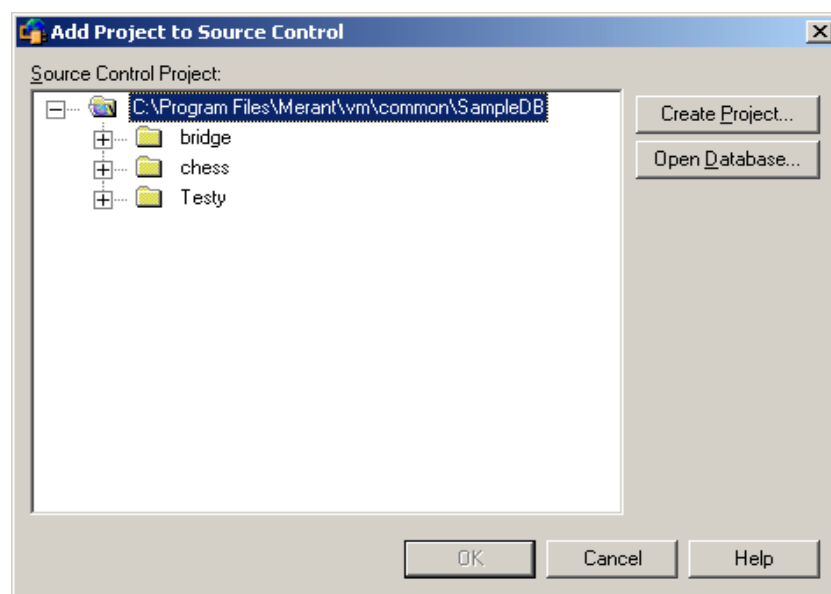 Add Project to Source Control
Source Control Project:
C:\Program Files\Merant\vm\common\SampleDB
bridge
chess
Testy
Create Project...
Open Database...
OK
Cancel
Help